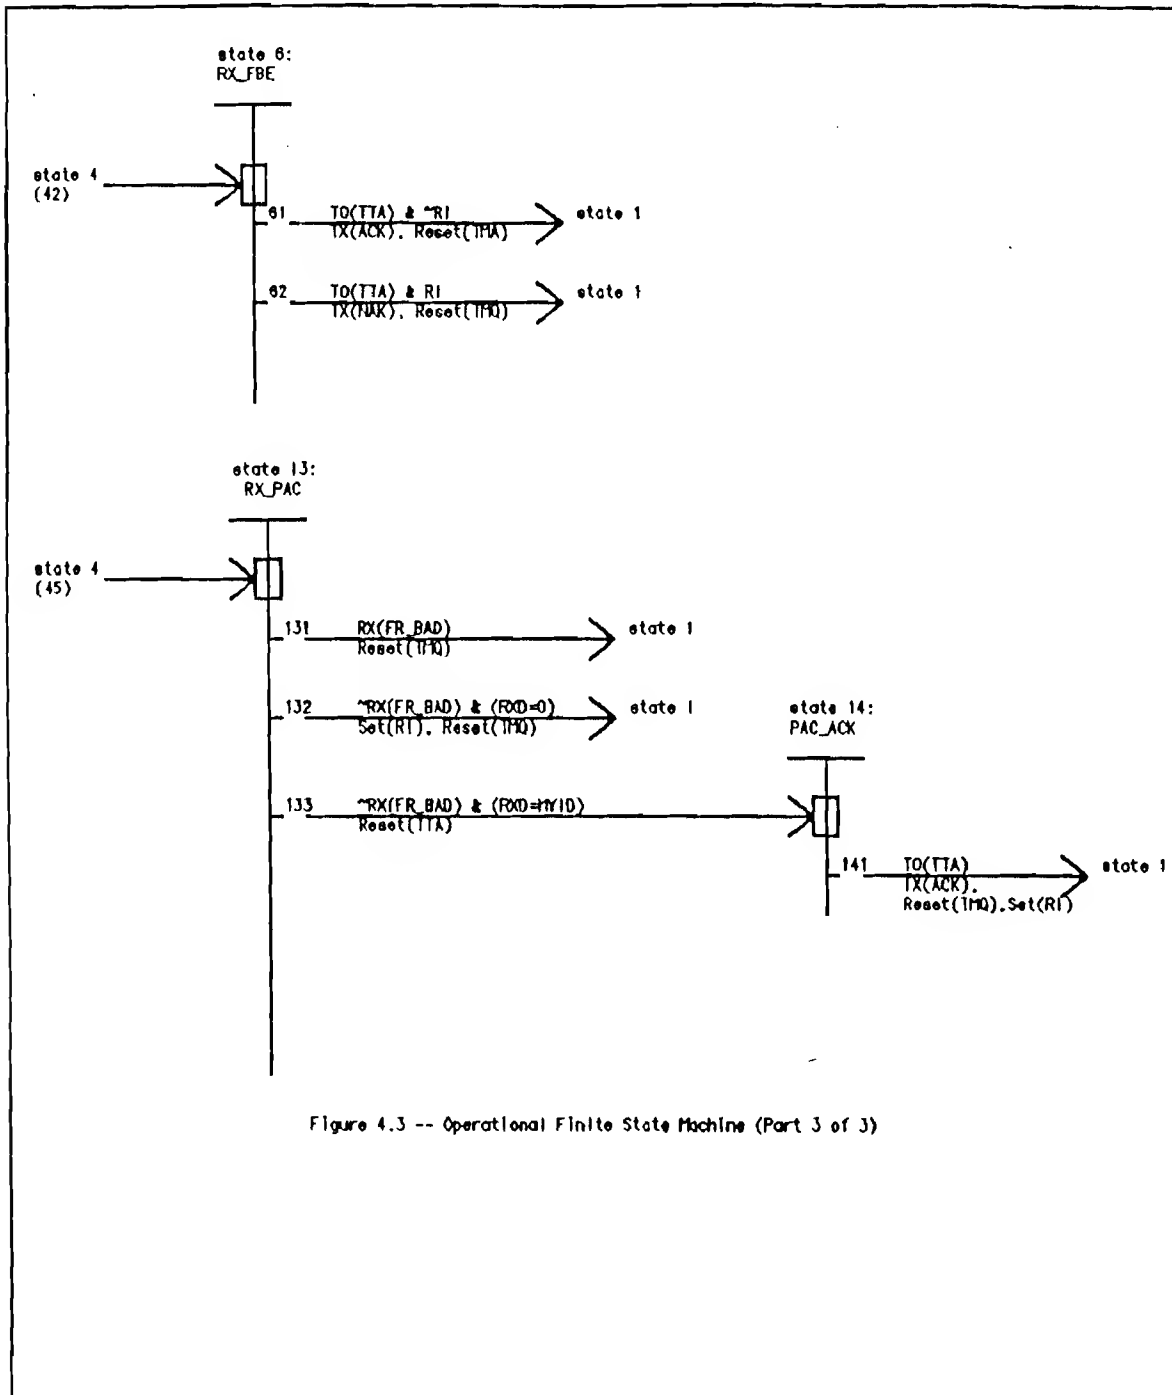 state 6:
RX_FBE
state 4
(42)
61 TO(TTA) & ~RI state 1
TX(ACK), Reset(TMA)
62 TO(TTA) & RI state 1
TX(NAK), Reset(TMQ)
state 13:
RX_PAC
state 4
(45)
131 RX(FR_BAD) state 1
Reset(TMQ)
132 ~RX(FR_BAD) & (RXD=0) state 1
Set(RI), Reset(TMQ)
state 14:
PAC_ACK
133 ~RX(FR_BAD) & (RXD=MYID)
Reset(TTA)
141 TO(TTA) state 1
TX(ACK),
Reset(TMQ),Set(RI)
Figure 4.3 -- Operational Finite State Machine (Part 3 of 3)